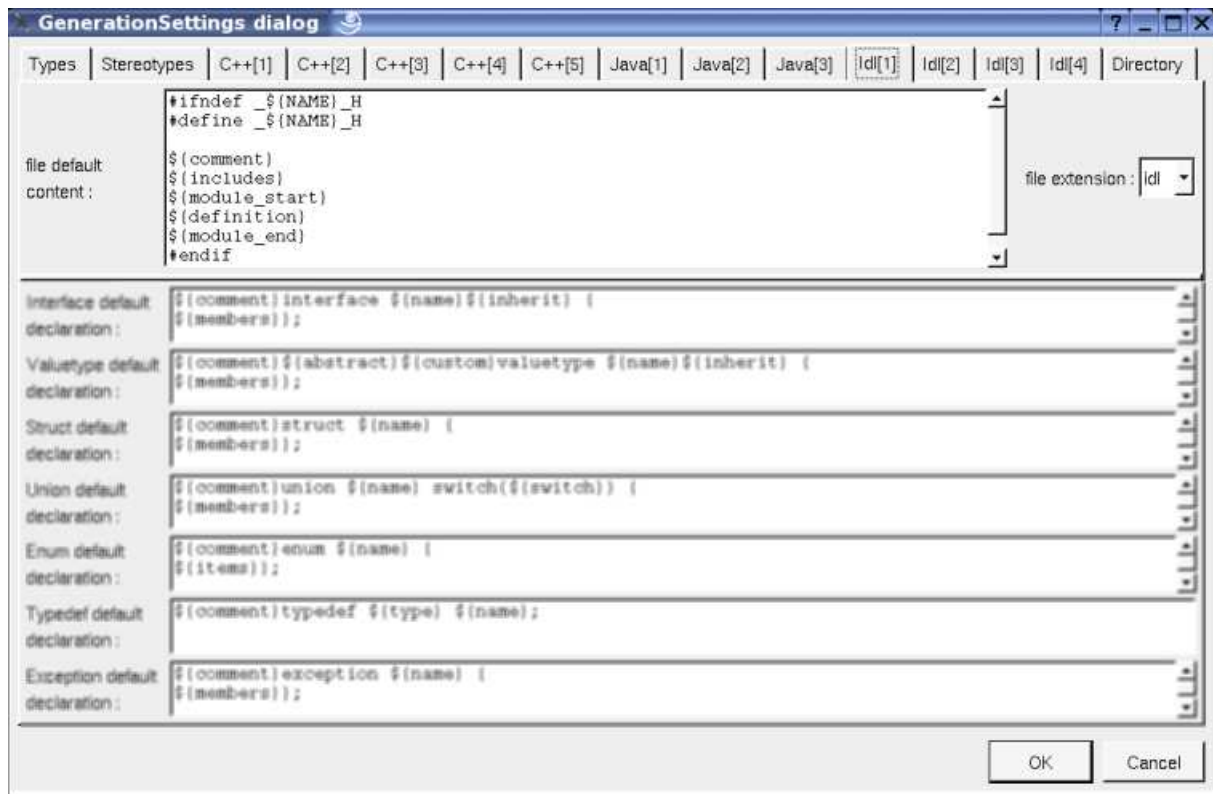 GenerationSettings dialog
Types Stereotypes C++[1] C++[2] C++[3] C++[4] C++[5] Java[1] Java[2] Java[3] Idl[1] Idl[2] Idl[3] Idl[4] Directory
file default
content :
#ifndef _${NAME}_H
#define _${NAME}_H
${comment}
${includes}
${module_start}
${definition}
${module_end}
#endif
file extension : idl
Interface default
declaration :
${comment}interface ${name}${inherit} {
${members}};
Valuetype default
declaration :
${comment}${abstract}${custom}valuetype ${name}${inherit} {
${members}};
Struct default
declaration :
${comment}struct ${name} {
${members}};
Union default
declaration :
${comment}union ${name} switch(${switch}) {
${members}};
Enum default
declaration :
${comment}enum ${name} {
${items}};
Typedef default
declaration :
${comment}typedef ${type} ${name};
Exception default
declaration :
${comment}exception ${name} {
${members}};
OK Cancel